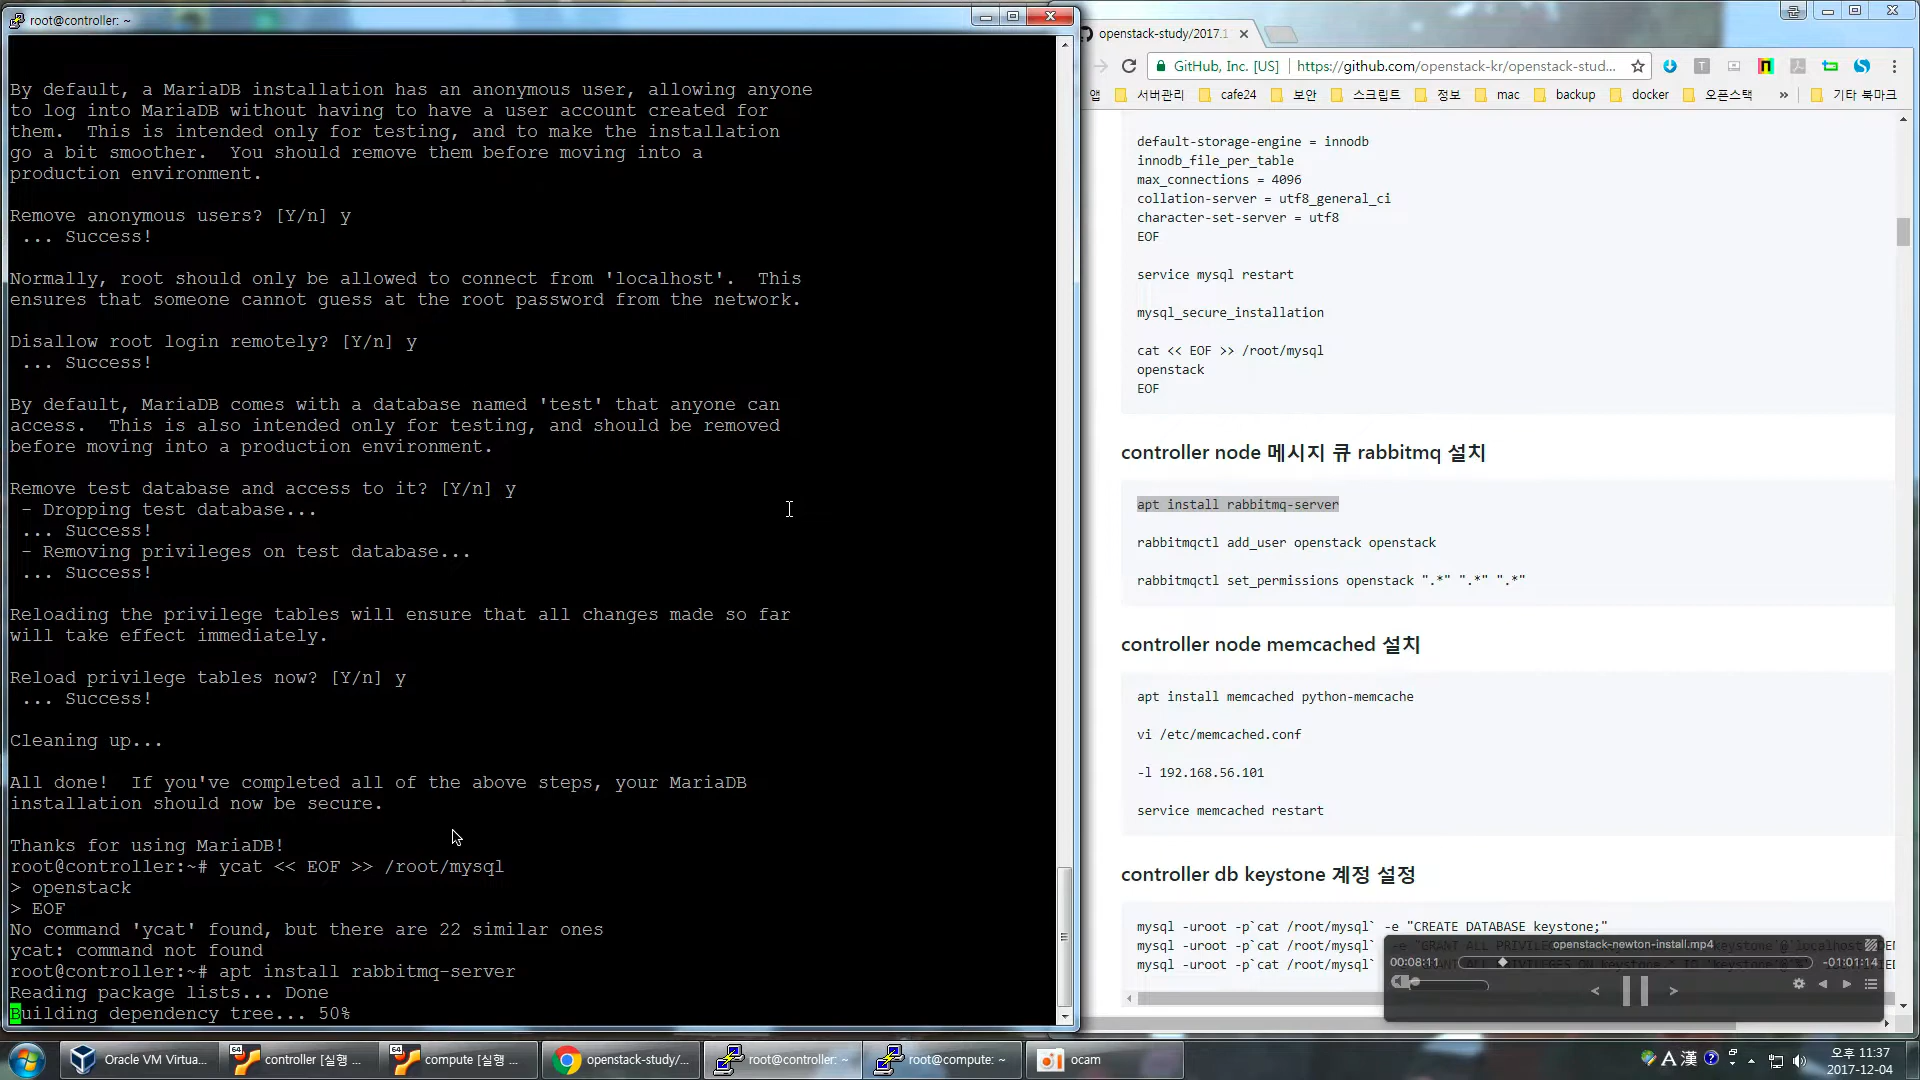 root@controller: ~
By default, a MariaDB installation has an anonymous user, allowing anyone
to log into MariaDB without having to have a user account created for
them.  This is intended only for testing, and to make the installation
go a bit smoother.  You should remove them before moving into a
production environment.
Remove anonymous users? [Y/n] y
... Success!
Normally, root should only be allowed to connect from 'localhost'.  This
ensures that someone cannot guess at the root password from the network.
Disallow root login remotely? [Y/n] y
... Success!
By default, MariaDB comes with a database named 'test' that anyone can
access.  This is also intended only for testing, and should be removed
before moving into a production environment.
Remove test database and access to it? [Y/n] y
- Dropping test database...
... Success!
- Removing privileges on test database...
... Success!
Reloading the privilege tables will ensure that all changes made so far
will take effect immediately.
Reload privilege tables now? [Y/n] y
... Success!
Cleaning up...
All done!  If you've completed all of the above steps, your MariaDB
installation should now be secure.
Thanks for using MariaDB!
root@controller:~# ycat << EOF >> /root/mysql
> openstack
> EOF
No command 'ycat' found, but there are 22 similar ones
ycat: command not found
root@controller:~# apt install rabbitmq-server
Reading package lists... Done
Building dependency tree... 50%
openstack-study/2017.1
GitHub, Inc. [US] https://github.com/openstack-kr/openstack-stud...
앱 서버관리 cafe24 보안 스크립트 정보 mac backup docker 오픈스택 » 기타 북마크
default-storage-engine = innodb
innodb_file_per_table
max_connections = 4096
collation-server = utf8_general_ci
character-set-server = utf8
EOF
service mysql restart
mysql_secure_installation
cat << EOF >> /root/mysql
openstack
EOF
controller node 메시지 큐 rabbitmq 설치
apt install rabbitmq-server
rabbitmqctl add_user openstack openstack
rabbitmqctl set_permissions openstack ".*" ".*" ".*"
controller node memcached 설치
apt install memcached python-memcache
vi /etc/memcached.conf
-l 192.168.56.101
service memcached restart
controller db keystone 계정 설정
mysql -uroot -p`cat /root/mysql` -e "CREATE DATABASE keystone;"
mysql -uroot -p`cat /root/mysql` -e "GRANT ALL
mysql -uroot -p`cat /root/mysql`
openstack-newton-install.mp4
00:08:11 -01:01:14
Oracle VM Virtua...
64 controller [실행 ...
64 compute [실행 ...
openstack-study/...
root@controller: ~
root@compute: ~
ocam
A 漢
오후 11:37
2017-12-04